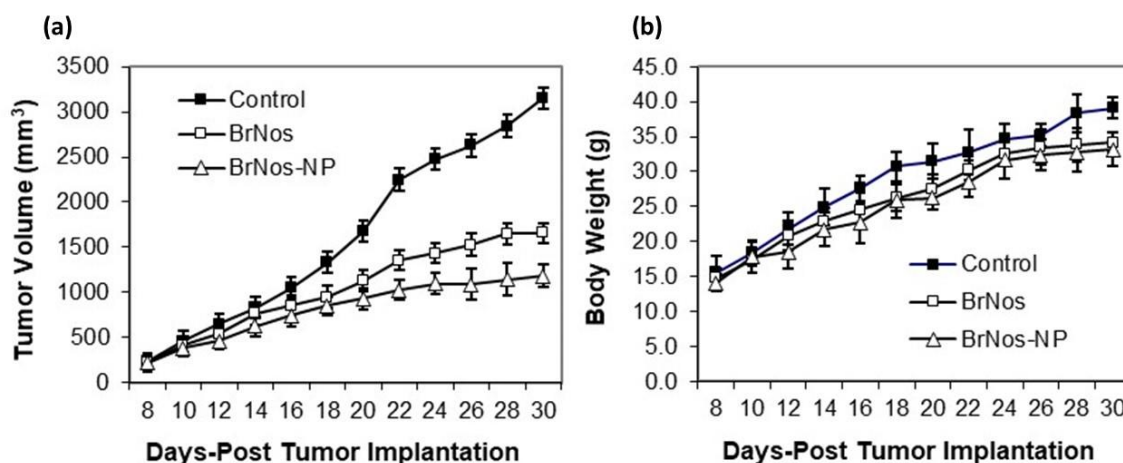 (a)
Tumor Volume (mm³)
3500
3000
2500
2000
1500
1000
500
0
Control
BrNos
BrNos-NP
8 10 12 14 16 18 20 22 24 26 28 30
Days-Post Tumor Implantation
(b)
Body Weight (g)
45.0
40.0
35.0
30.0
25.0
20.0
15.0
10.0
5.0
0.0
Control
BrNos
BrNos-NP
8 10 12 14 16 18 20 22 24 26 28 30
Days-Post Tumor Implantation